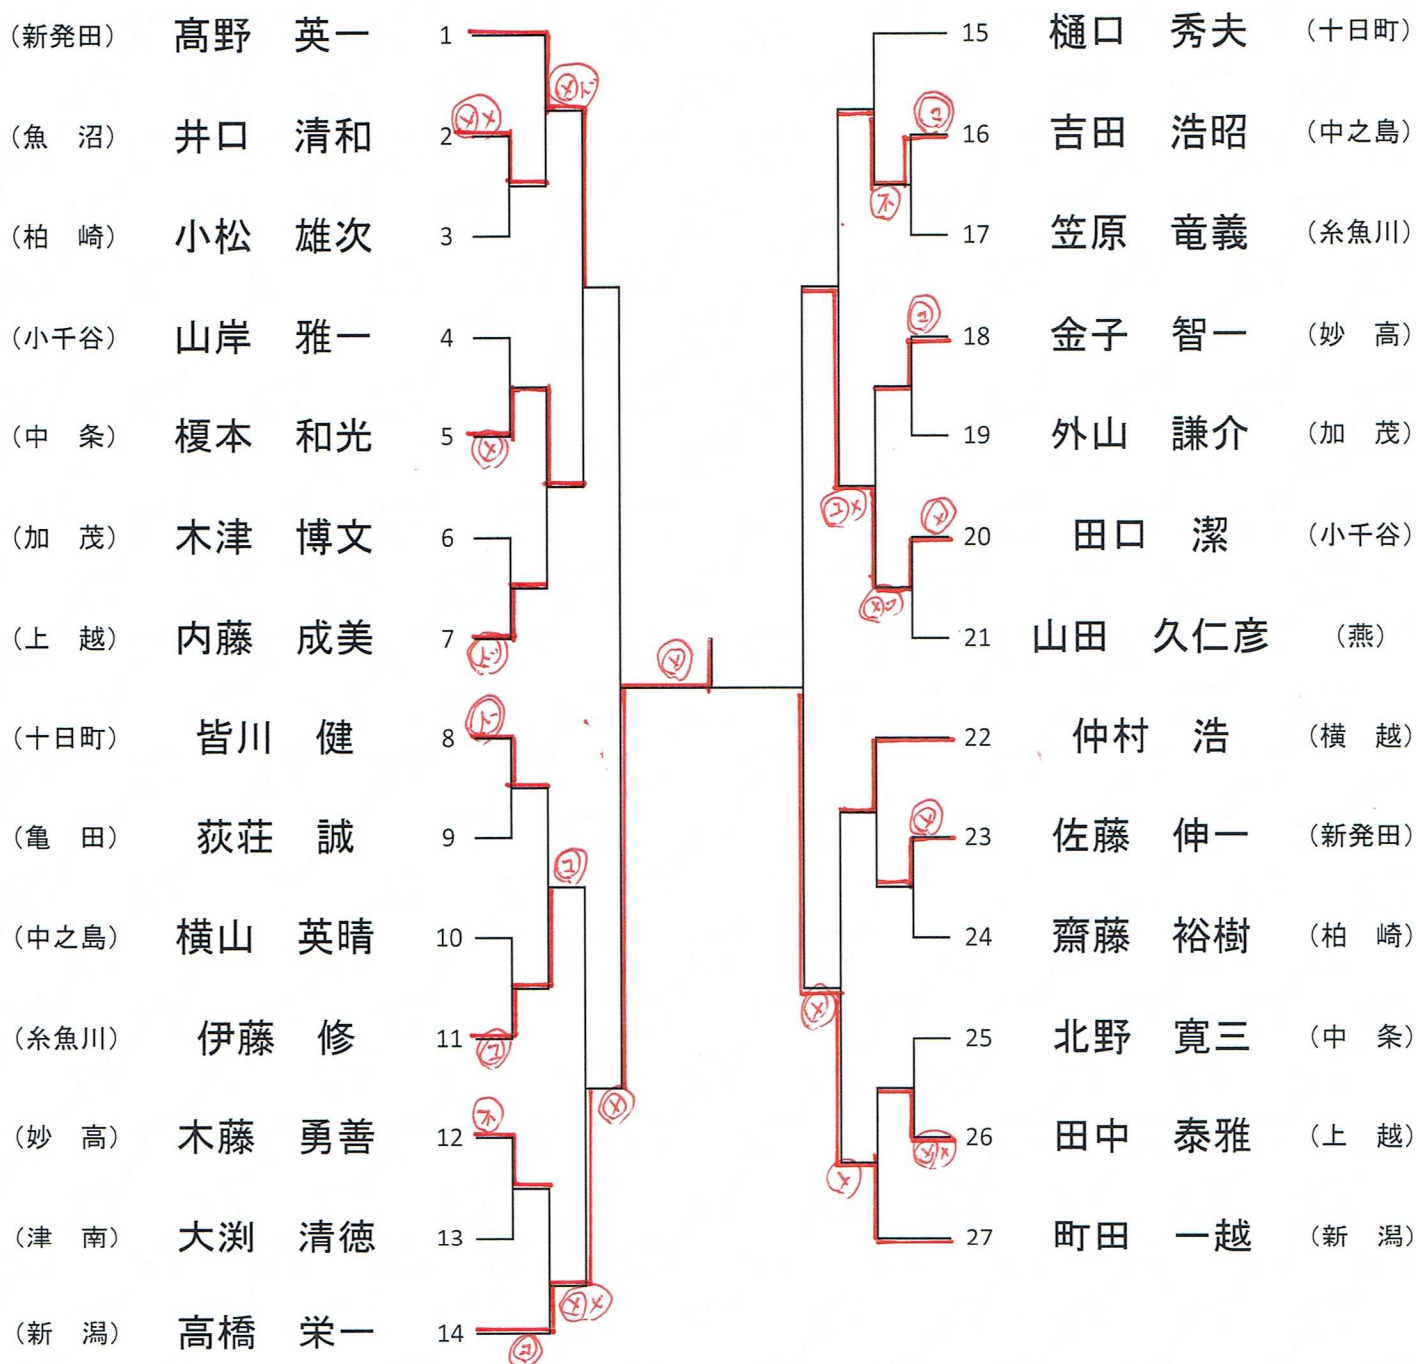 (新発田) 髙野 英一 1
(魚 沼) 井口 清和 2
(柏 崎) 小松 雄次 3
(小千谷) 山岸 雅一 4
(中 条) 榎本 和光 5
(加 茂) 木津 博文 6
(上 越) 内藤 成美 7
(十日町) 皆川 健 8
(亀 田) 荻荘 誠 9
(中之島) 横山 英晴 10
(糸魚川) 伊藤 修 11
(妙 高) 木藤 勇善 12
(津 南) 大渕 清徳 13
(新 潟) 高橋 栄一 14
15 樋口 秀夫 (十日町)
16 吉田 浩昭 (中之島)
17 笠原 竜義 (糸魚川)
18 金子 智一 (妙 高)
19 外山 謙介 (加 茂)
20 田口 潔 (小千谷)
21 山田 久仁彦 (燕)
22 仲村 浩 (横 越)
23 佐藤 伸一 (新発田)
24 齋藤 裕樹 (柏 崎)
25 北野 寛三 (中 条)
26 田中 泰雅 (上 越)
27 町田 一越 (新 潟)